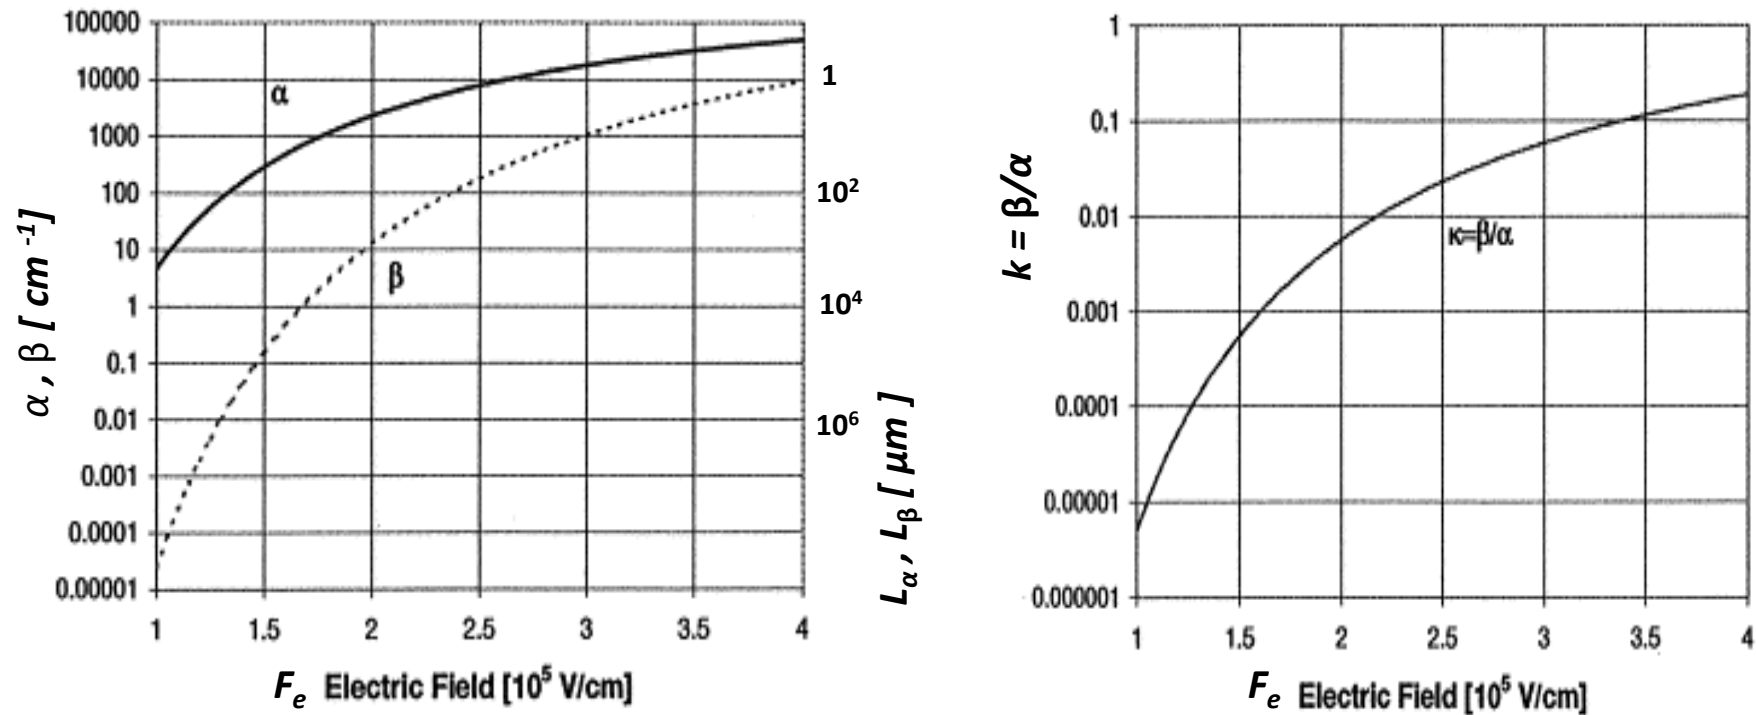 100000
10000
1000
100
10
1
0.1
0.01
0.001
0.0001
0.00001
α , β [ cm -1]
α
β
1
10²
10⁴
10⁶
Lα , Lβ [ μm ]
1 1.5 2 2.5 3 3.5 4
Fe Electric Field [10⁵ V/cm]
1
0.1
0.01
0.001
0.0001
0.00001
0.000001
k = β/α
κ=β/α
1 1.5 2 2.5 3 3.5 4
Fe Electric Field [10⁵ V/cm]